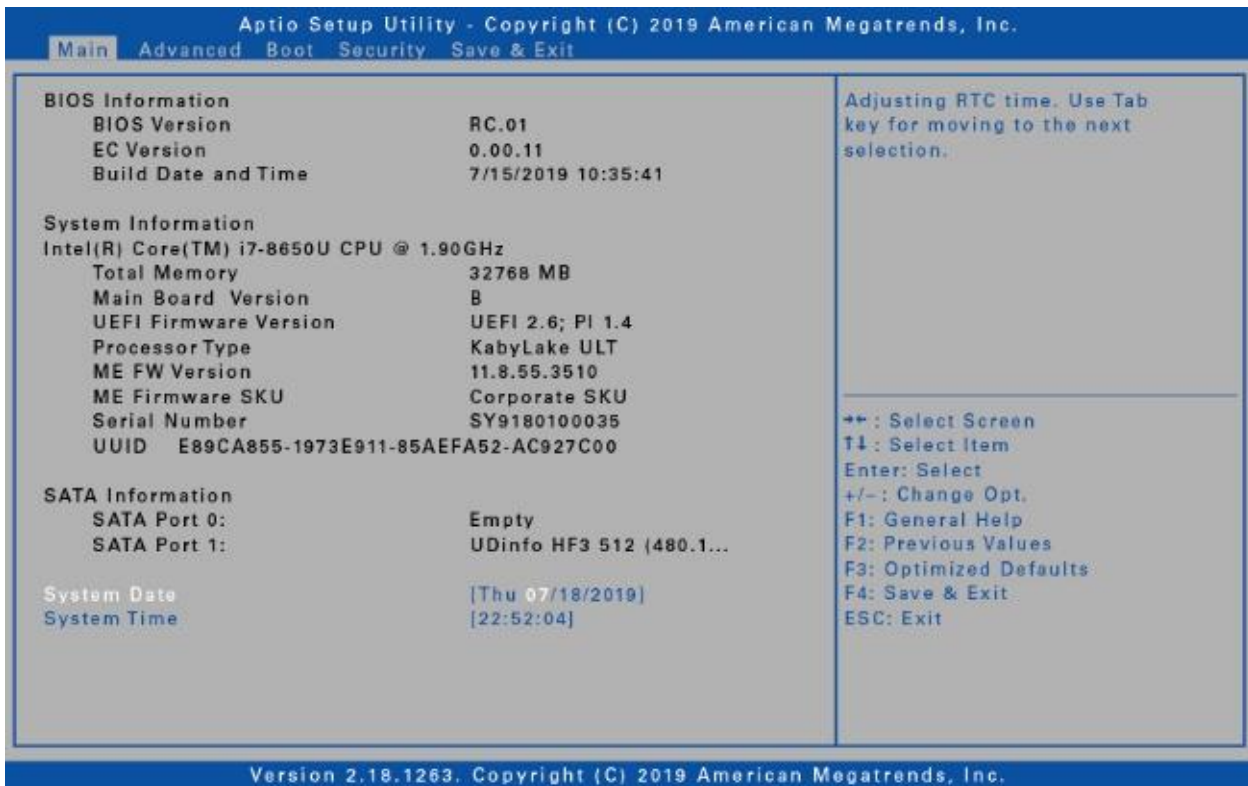 Aptio Setup Utility - Copyright (C) 2019 American Megatrends, Inc.
Main Advanced Boot Security Save & Exit
BIOS Information
BIOS Version RC.01
EC Version 0.00.11
Build Date and Time 7/15/2019 10:35:41
System Information
Intel(R) Core(TM) i7-8650U CPU @ 1.90GHz
Total Memory 32768 MB
Main Board Version B
UEFI Firmware Version UEFI 2.6; PI 1.4
Processor Type KabyLake ULT
ME FW Version 11.8.55.3510
ME Firmware SKU Corporate SKU
Serial Number SY9180100035
UUID E89CA855-1973E911-85AEFA52-AC927C00
SATA Information
SATA Port 0: Empty
SATA Port 1: UDinfo HF3 512 (480.1...
System Date [Thu 07/18/2019]
System Time [22:52:04]
Adjusting RTC time. Use Tab
key for moving to the next
selection.
→←: Select Screen
↑↓: Select Item
Enter: Select
+/-: Change Opt.
F1: General Help
F2: Previous Values
F3: Optimized Defaults
F4: Save & Exit
ESC: Exit
Version 2.18.1263. Copyright (C) 2019 American Megatrends, Inc.